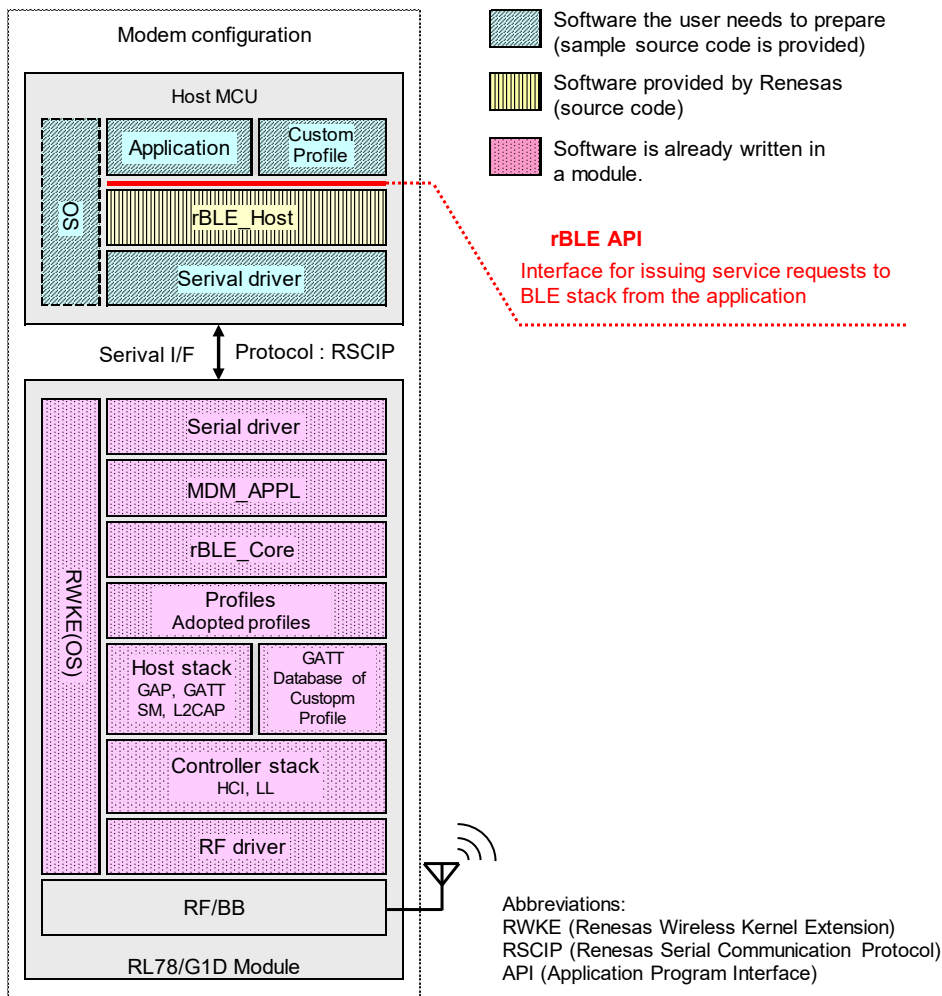 Modem configuration
Host MCU
OS
Application
Custom
Profile
rBLE_Host
Serival driver
Serival I/F
Protocol : RSCIP
RWKE(OS)
Serial driver
MDM_APPL
rBLE_Core
Profiles
Adopted profiles
Host stack
GAP, GATT
SM, L2CAP
GATT
Database of
Custopm
Profile
Controller stack
HCI, LL
RF driver
RF/BB
RL78/G1D Module
Software the user needs to prepare
(sample source code is provided)
Software provided by Renesas
(source code)
Software is already written in
a module.
rBLE API
Interface for issuing service requests to
BLE stack from the application
Abbreviations:
RWKE (Renesas Wireless Kernel Extension)
RSCIP (Renesas Serial Communication Protocol)
API (Application Program Interface)